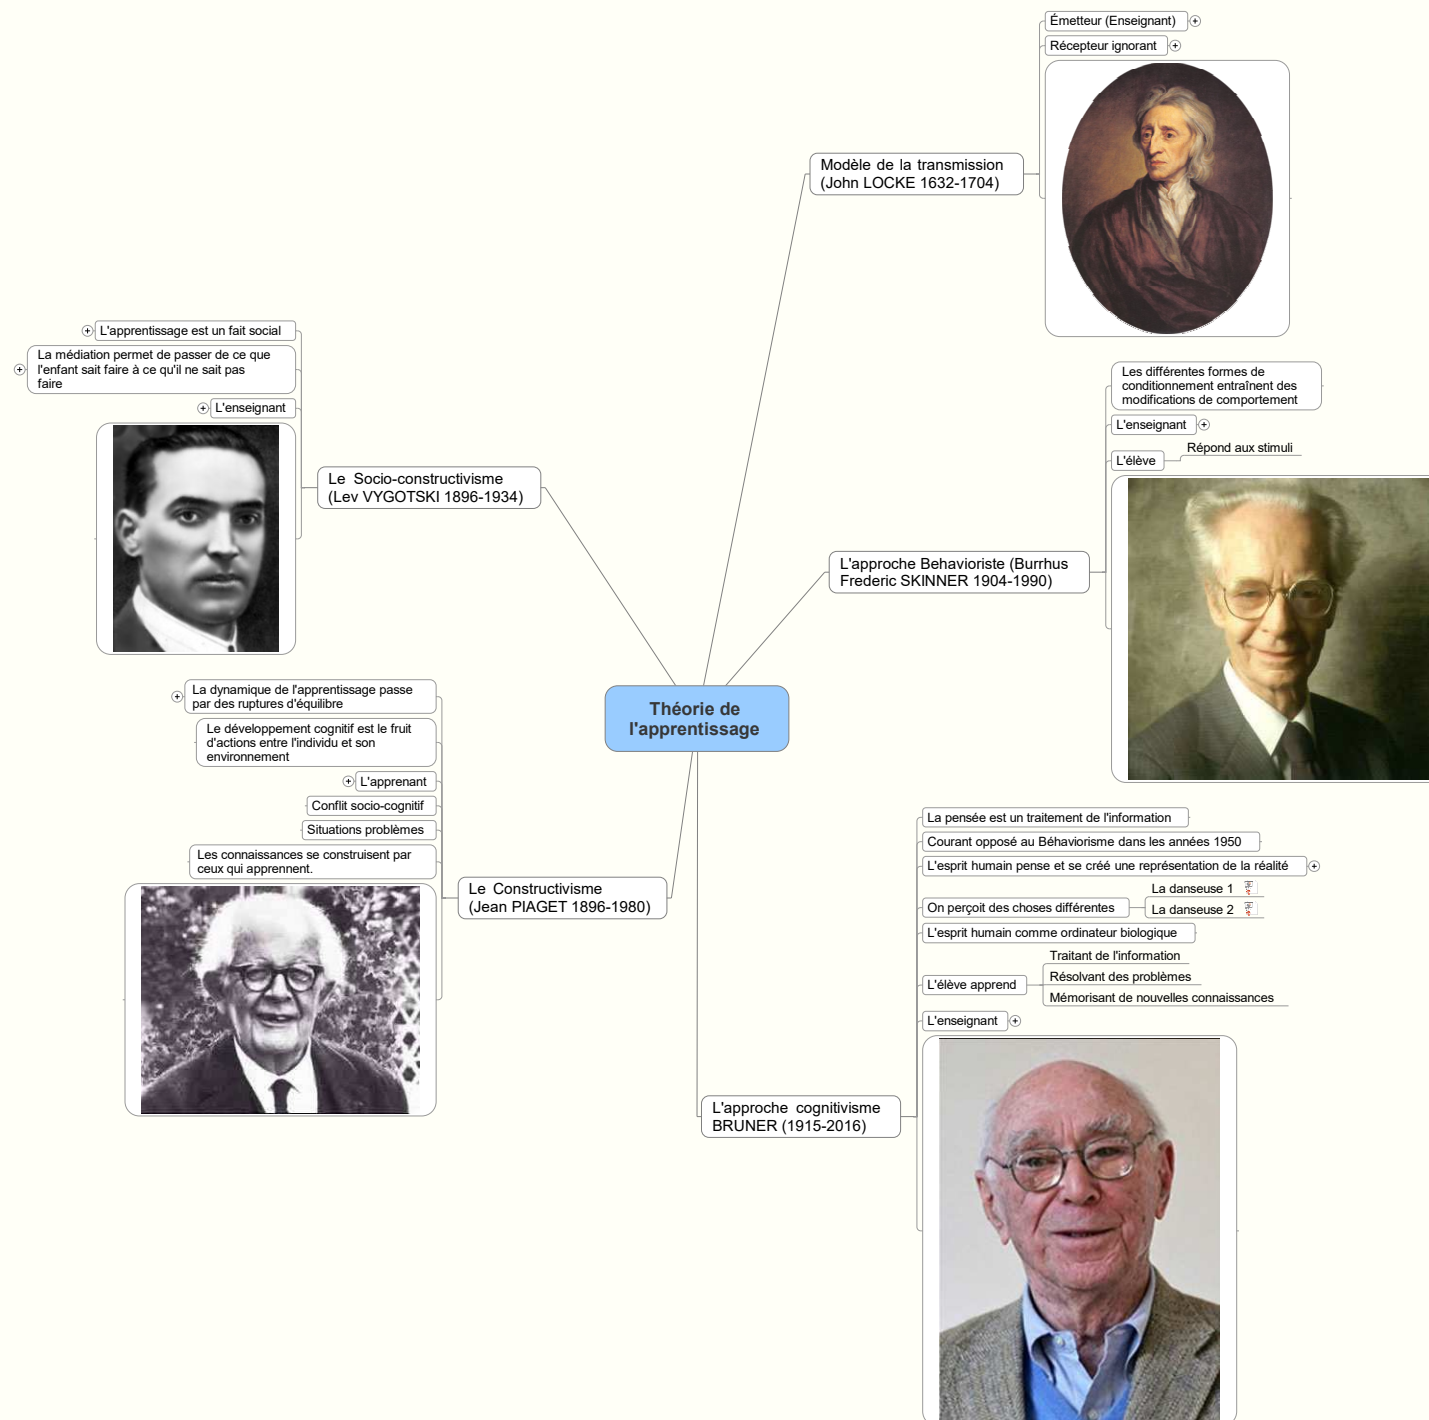 Théorie de
l'apprentissage
Modèle de la transmission
(John LOCKE 1632-1704)
Émetteur (Enseignant)
Récepteur ignorant
L'approche Behavioriste (Burrhus
Frederic SKINNER 1904-1990)
Les différentes formes de
conditionnement entraînent des
modifications de comportement
L'enseignant
L'élève
Répond aux stimuli
L'approche cognitivisme
BRUNER (1915-2016)
La pensée est un traitement de l'information
Courant opposé au Béhaviorisme dans les années 1950
L'esprit humain pense et se créé une représentation de la réalité
On perçoit des choses différentes
La danseuse 1
La danseuse 2
L'esprit humain comme ordinateur biologique
L'élève apprend
Traitant de l'information
Résolvant des problèmes
Mémorisant de nouvelles connaissances
L'enseignant
Le Socio-constructivisme
(Lev VYGOTSKI 1896-1934)
L'apprentissage est un fait social
La médiation permet de passer de ce que
l'enfant sait faire à ce qu'il ne sait pas
faire
L'enseignant
Le Constructivisme
(Jean PIAGET 1896-1980)
La dynamique de l'apprentissage passe
par des ruptures d'équilibre
Le développement cognitif est le fruit
d'actions entre l'individu et son
environnement
L'apprenant
Conflit socio-cognitif
Situations problèmes
Les connaissances se construisent par
ceux qui apprennent.